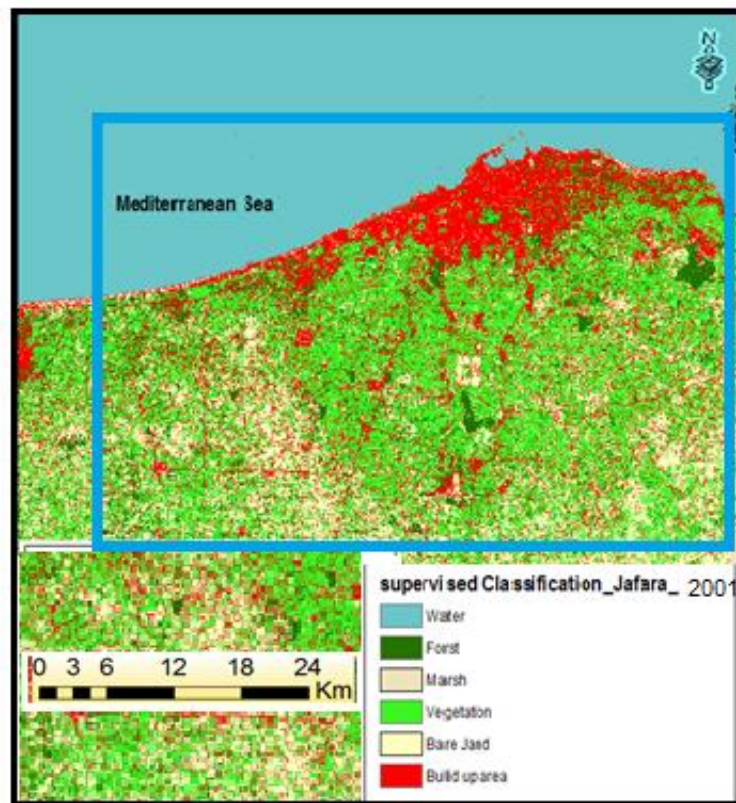 N
Mediterranean Sea
supervised Classification_Jafara_ 2001
Water
Forst
Marsh
Vegetation
Bare Jand
Build uparea
0 3 6 12 18 24
Km